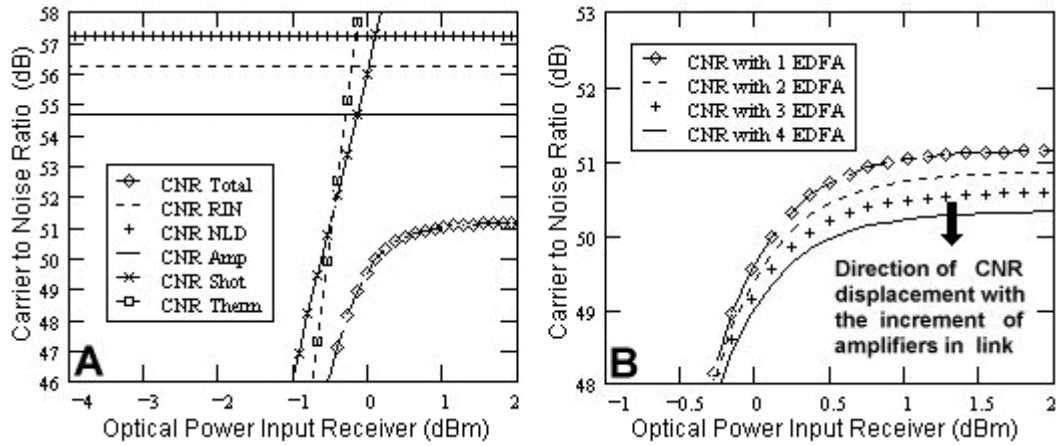 Carrier to Noise Ratio (dB)
58
57
56
55
54
53
52
51
50
49
48
47
46
CNR Total
CNR RIN
CNR NLD
CNR Amp
CNR Shot
CNR Therm
A
−4
−3
−2
−1
0
1
2
Optical Power Input Receiver (dBm)
Carrier to Noise Ratio (dB)
53
52
51
50
49
48
CNR with 1 EDFA
CNR with 2 EDFA
CNR with 3 EDFA
CNR with 4 EDFA
Direction of CNR
displacement with
the increment of
amplifiers in link
B
−1
−0.5
0
0.5
1
1.5
2
Optical Power Input Receiver (dBm)